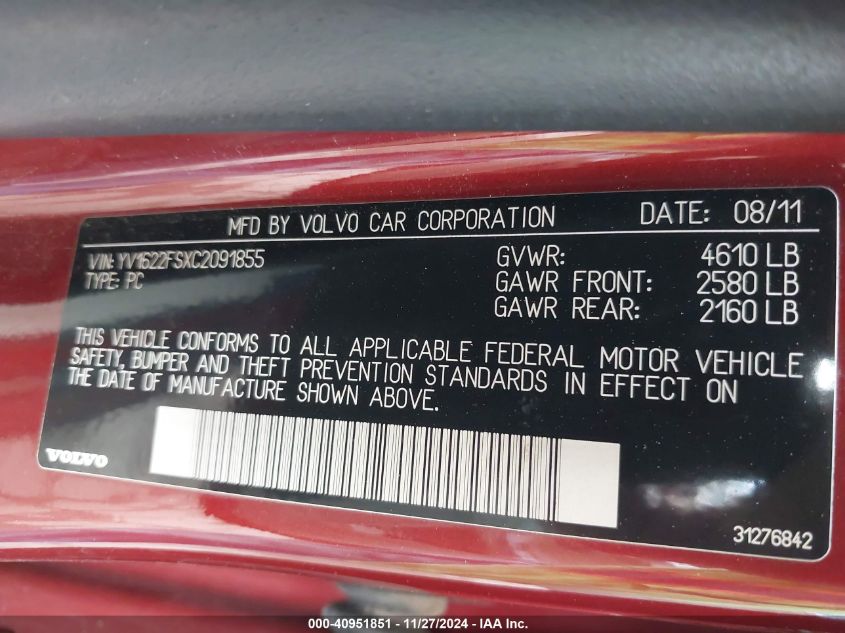 MFD BY VOLVO CAR CORPORATION DATE: 08/11
VIN: YV1622FSXC2091855 GVWR: 4610 LB
TYPE: PC GAWR FRONT: 2580 LB
GAWR REAR: 2160 LB
THIS VEHICLE CONFORMS TO ALL APPLICABLE FEDERAL MOTOR VEHICLE
SAFETY, BUMPER AND THEFT PREVENTION STANDARDS IN EFFECT ON
THE DATE OF MANUFACTURE SHOWN ABOVE.
VOLVO
31276842
000-40951851 - 11/27/2024 - IAA Inc.